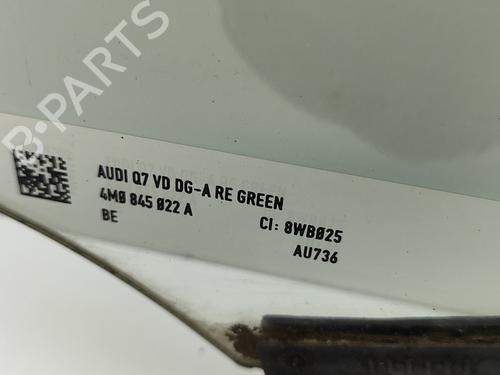 B-PARTS
AUDI Q7 VD DG-A RE GREEN
4M0 845 022 A
CI: 8WB025
BE
AU736